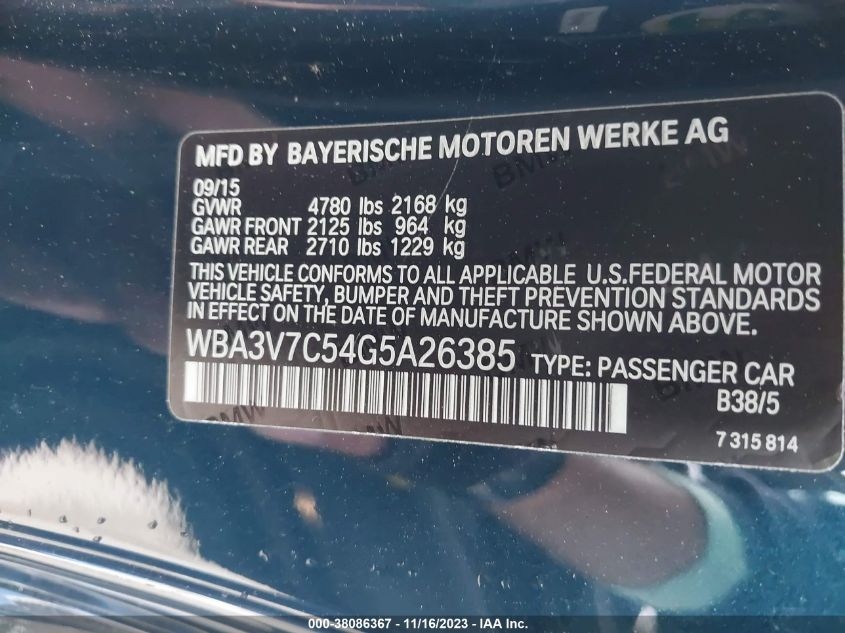 MFD BY BAYERISCHE MOTOREN WERKE AG
09/15
GVWR 4780 lbs 2168 kg
GAWR FRONT 2125 lbs 964 kg
GAWR REAR 2710 lbs 1229 kg
THIS VEHICLE CONFORMS TO ALL APPLICABLE U.S.FEDERAL MOTOR
VEHICLE SAFETY, BUMPER AND THEFT PREVENTION STANDARDS
IN EFFECT ON THE DATE OF MANUFACTURE SHOWN ABOVE.
WBA3V7C54G5A26385 TYPE: PASSENGER CAR
B38/5
7 315 814
000-38086367 - 11/16/2023 - IAA Inc.